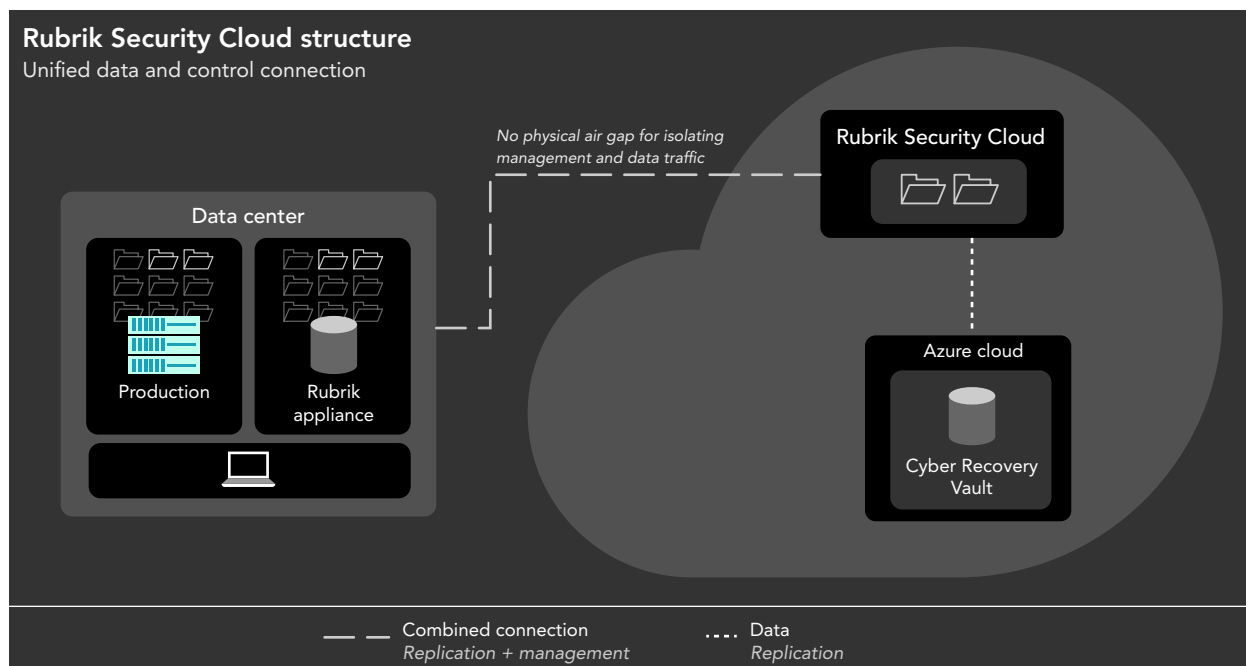 Rubrik Security Cloud structure
Unified data and control connection
No physical air gap for isolating
management and data traffic
Rubrik Security Cloud
Data center
Production
Rubrik
appliance
Azure cloud
Cyber Recovery
Vault
Combined connection
Replication + management
Data
Replication